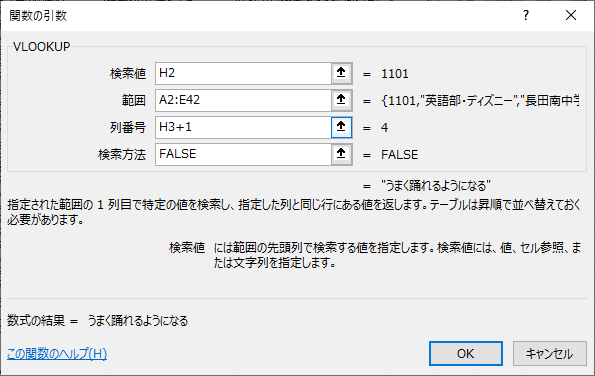 関数の引数
VLOOKUP
検索値 H2 = 1101
範囲 A2:E42 = {1101,"英語部・ディズニー","長田南中学
列番号 H3+1 = 4
検索方法 FALSE = FALSE
= "うまく踊れるようになる"
指定された範囲の 1 列目で特定の値を検索し、指定した列と同じ行にある値を返します。テーブルは昇順で並べ替えておく
必要があります。
検索値 には範囲の先頭列で検索する値を指定します。検索値には、値、セル参照、ま
たは文字列を指定します。
数式の結果 = うまく踊れるようになる
この関数のヘルプ(H)
OK キャンセル